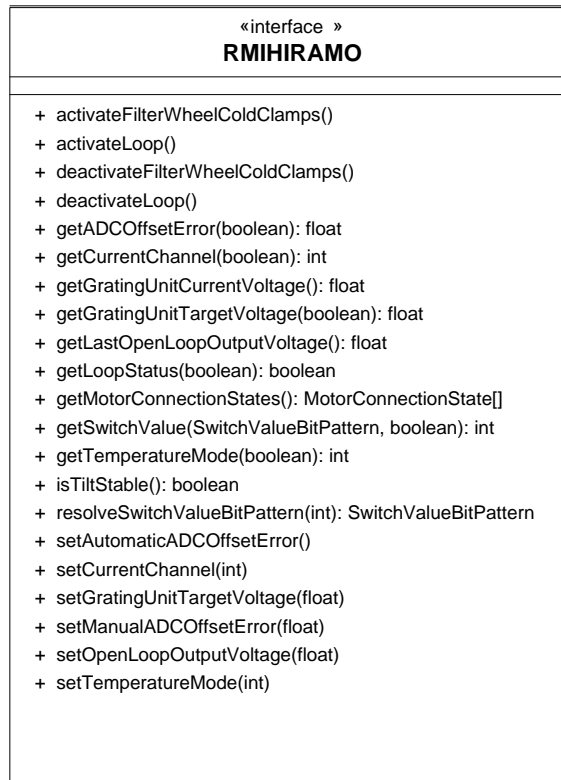 «interface »
RMIHIRAMO
+ activateFilterWheelColdClamps()
+ activateLoop()
+ deactivateFilterWheelColdClamps()
+ deactivateLoop()
+ getADCOffsetError(boolean): float
+ getCurrentChannel(boolean): int
+ getGratingUnitCurrentVoltage(): float
+ getGratingUnitTargetVoltage(boolean): float
+ getLastOpenLoopOutputVoltage(): float
+ getLoopStatus(boolean): boolean
+ getMotorConnectionStates(): MotorConnectionState[]
+ getSwitchValue(SwitchValueBitPattern, boolean): int
+ getTemperatureMode(boolean): int
+ isTiltStable(): boolean
+ resolveSwitchValueBitPattern(int): SwitchValueBitPattern
+ setAutomaticADCOffsetError()
+ setCurrentChannel(int)
+ setGratingUnitTargetVoltage(float)
+ setManualADCOffsetError(float)
+ setOpenLoopOutputVoltage(float)
+ setTemperatureMode(int)